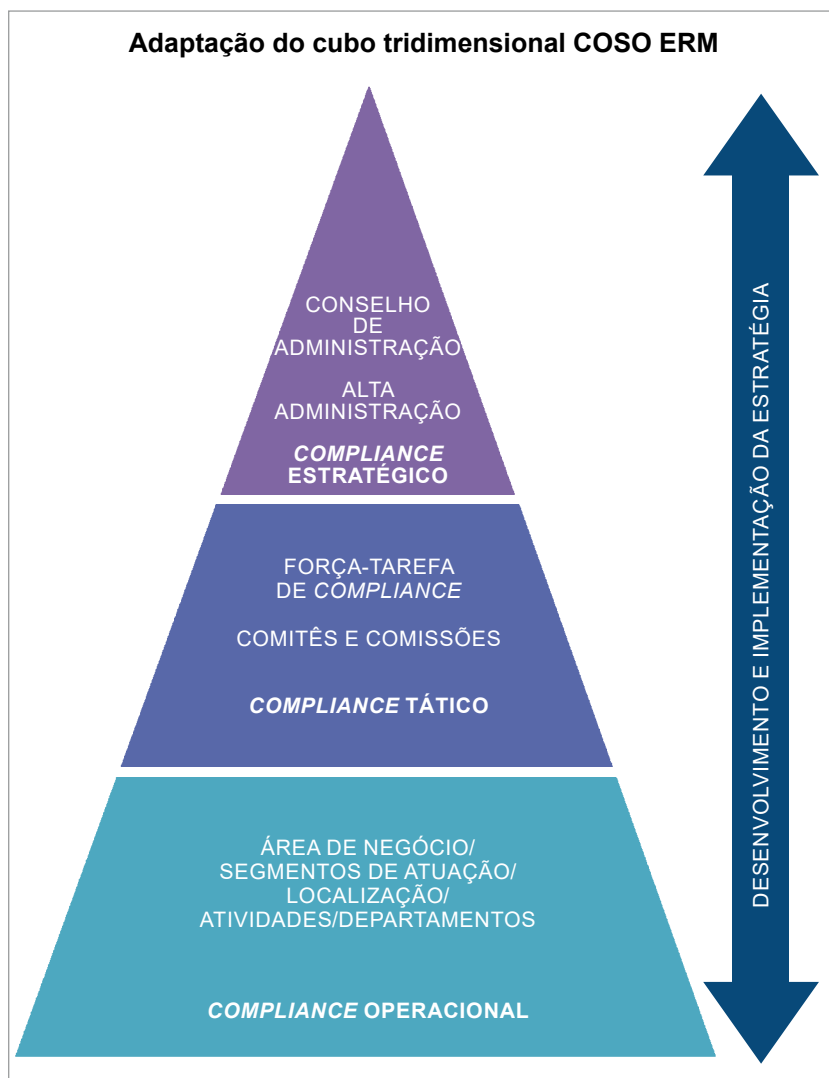 Adaptação do cubo tridimensional COSO ERM
CONSELHO
DE
ADMINISTRAÇÃO
ALTA
ADMINISTRAÇÃO
COMPLIANCE
ESTRATÉGICO
FORÇA-TAREFA
DE COMPLIANCE
COMITÊS E COMISSÕES
COMPLIANCE TÁTICO
ÁREA DE NEGÓCIO/
SEGMENTOS DE ATUAÇÃO/
LOCALIZAÇÃO/
ATIVIDADES/DEPARTAMENTOS
COMPLIANCE OPERACIONAL
DESENVOLVIMENTO E IMPLEMENTAÇÃO DA ESTRATÉGIA